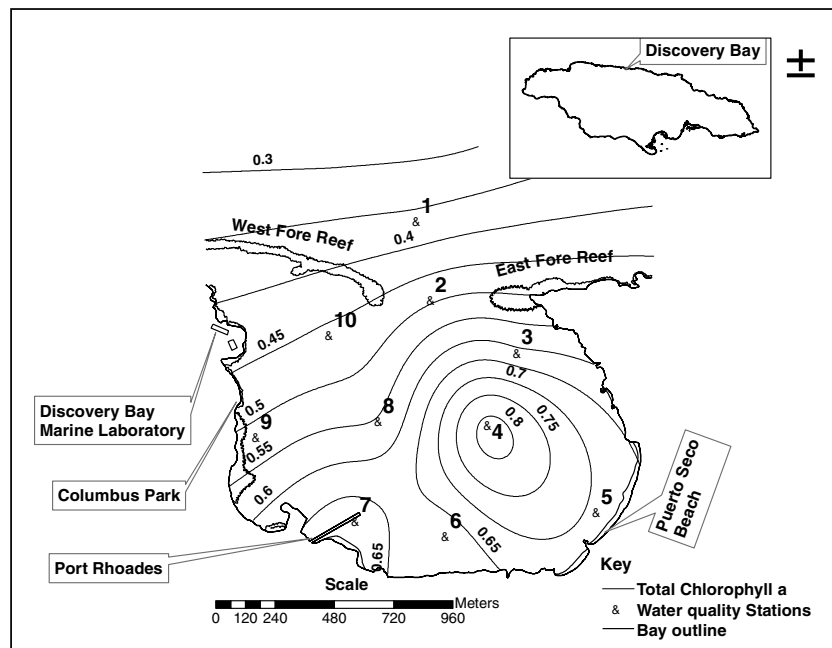 Discovery Bay
±
0.3
1
&
West Fore Reef
0.4
East Fore Reef
2
&
10
&
0.45
3
&
0.7
Discovery Bay
Marine Laboratory
0.5
8
&
0.8
0.75
&
4
9
&
0.55
Columbus Park
0.6
7
&
5
&
Puerto Seco
Beach
6
&
0.65
0.65
Port Rhoades
Scale
Meters
0 120 240 480 720 960
Key
Total Chlorophyll a
& Water quality Stations
Bay outline